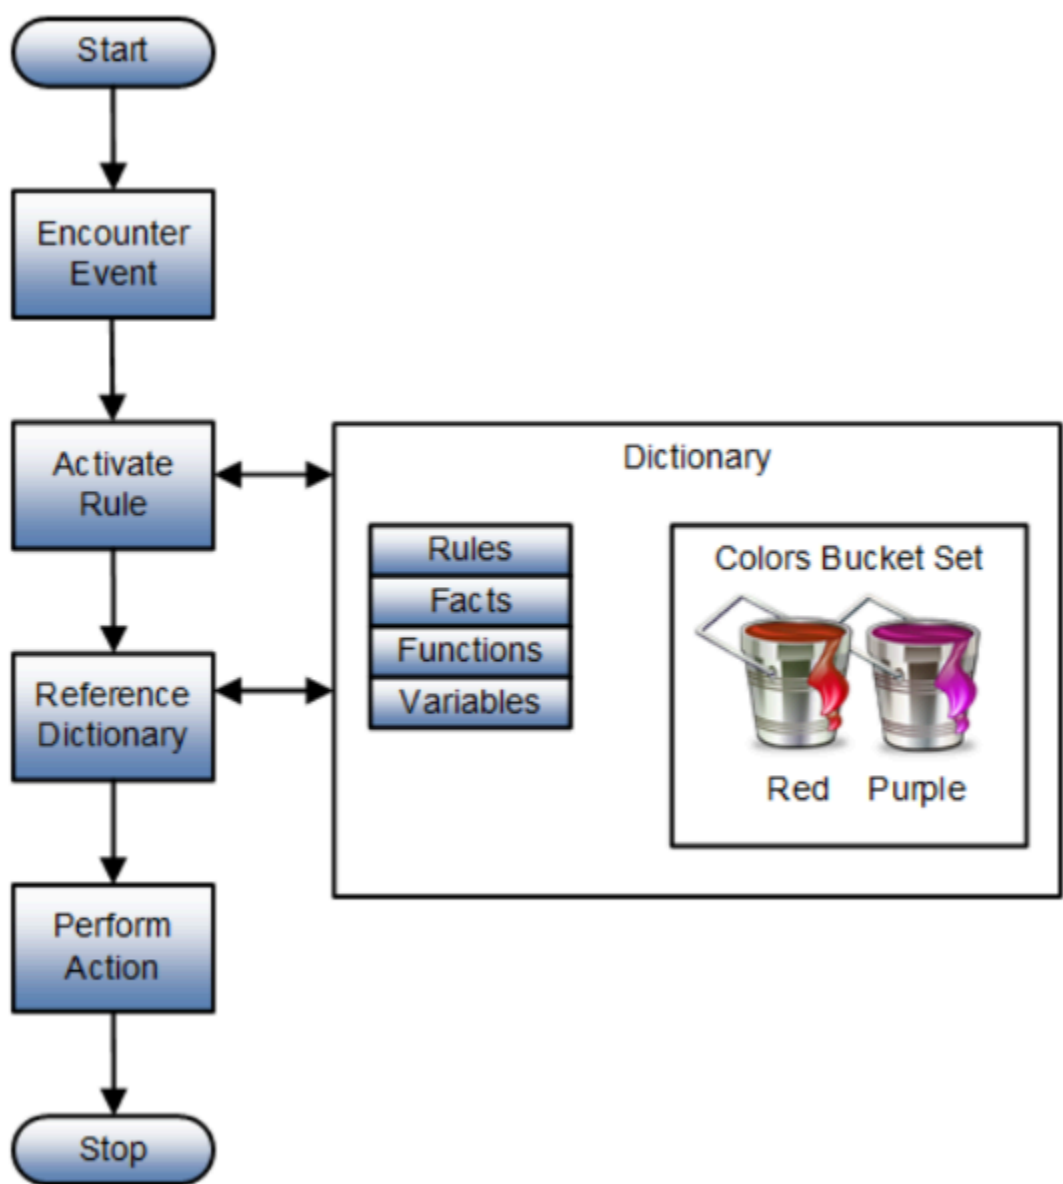 Start
Encounter
Event
Activate
Rule
Dictionary
Rules
Facts
Functions
Variables
Colors Bucket Set
Red
Purple
Reference
Dictionary
Perform
Action
Stop